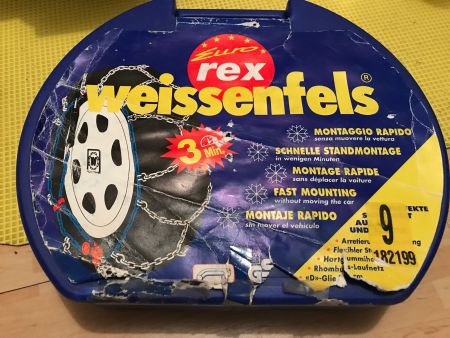 Euro
rex
weissenfels®
3 Min.
MONTAGGIO RAPIDO
senza muovere la vettura
SCHNELLE STANDMONTAGE
in wenigen Minuten
MONTAGE RAPIDE
sans déplacer la voiture
FAST MOUNTING
without moving the car
MONTAJE RAPIDO
sin mover el vehiculo
9
182199